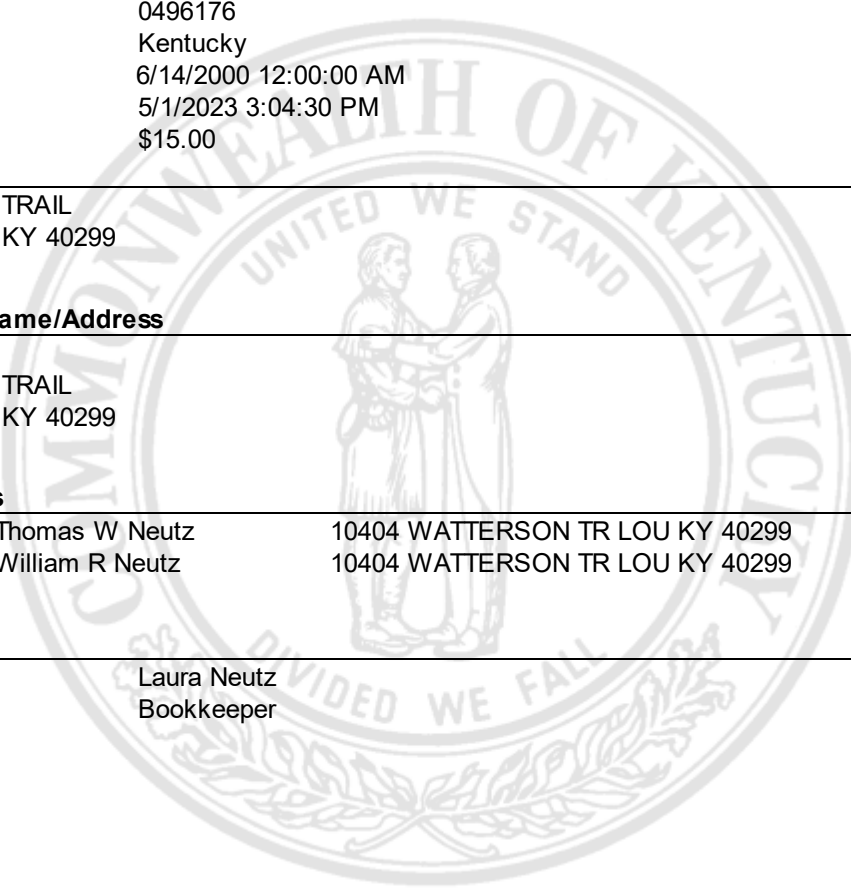 0496176
Kentucky
6/14/2000 12:00:00 AM
5/1/2023 3:04:30 PM
$15.00
TRAIL
KY 40299
ame/Address
TRAIL
KY 40299
s
Thomas W Neutz 10404 WATTERSON TR LOU KY 40299
William R Neutz 10404 WATTERSON TR LOU KY 40299
Laura Neutz
Bookkeeper
COMMONWEALTH OF KENTUCKY
UNITED WE STAND
DIVIDED WE FALL